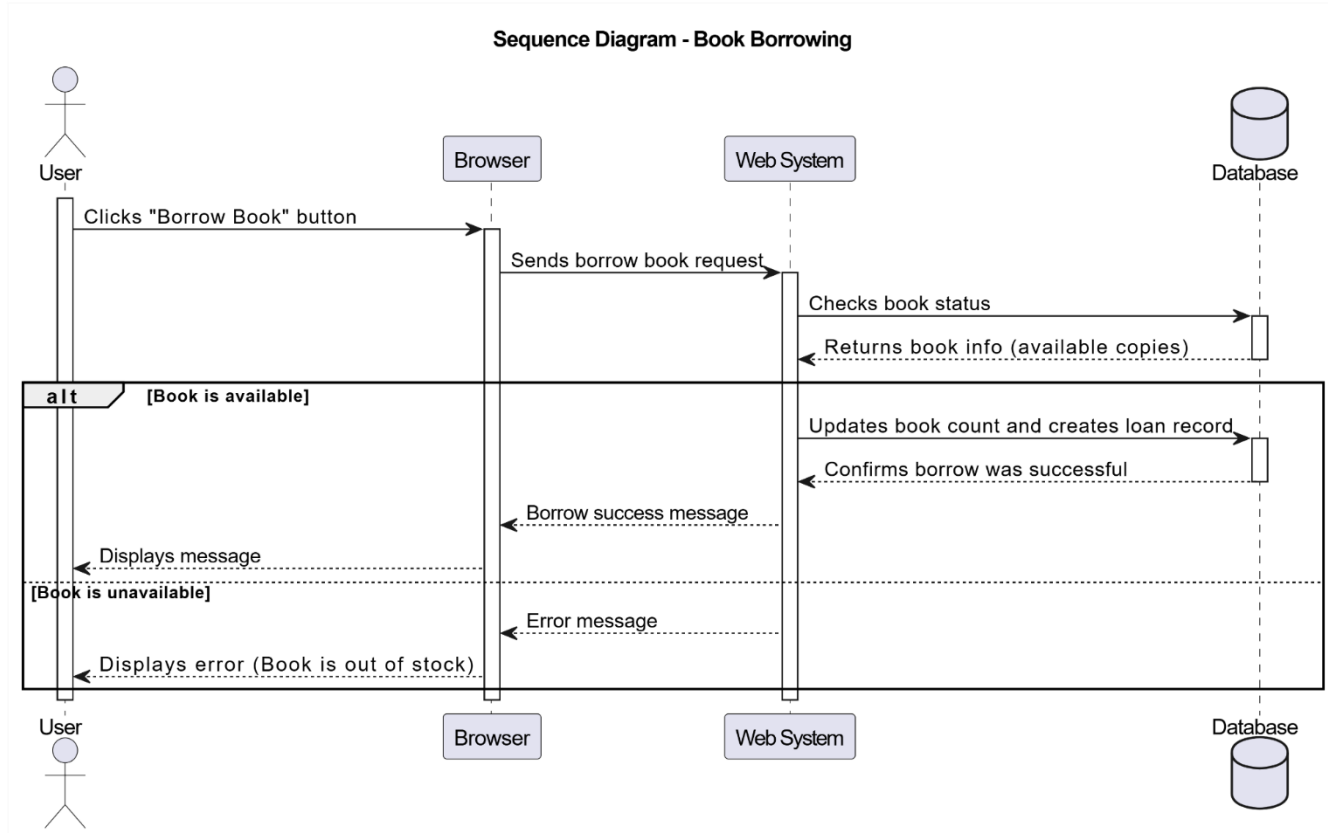 Sequence Diagram - Book Borrowing
User
Browser
Web System
Database
Clicks "Borrow Book" button
Sends borrow book request
Checks book status
Returns book info (available copies)
alt
[Book is available]
Updates book count and creates loan record
Confirms borrow was successful
Borrow success message
Displays message
[Book is unavailable]
Error message
Displays error (Book is out of stock)
User
Browser
Web System
Database